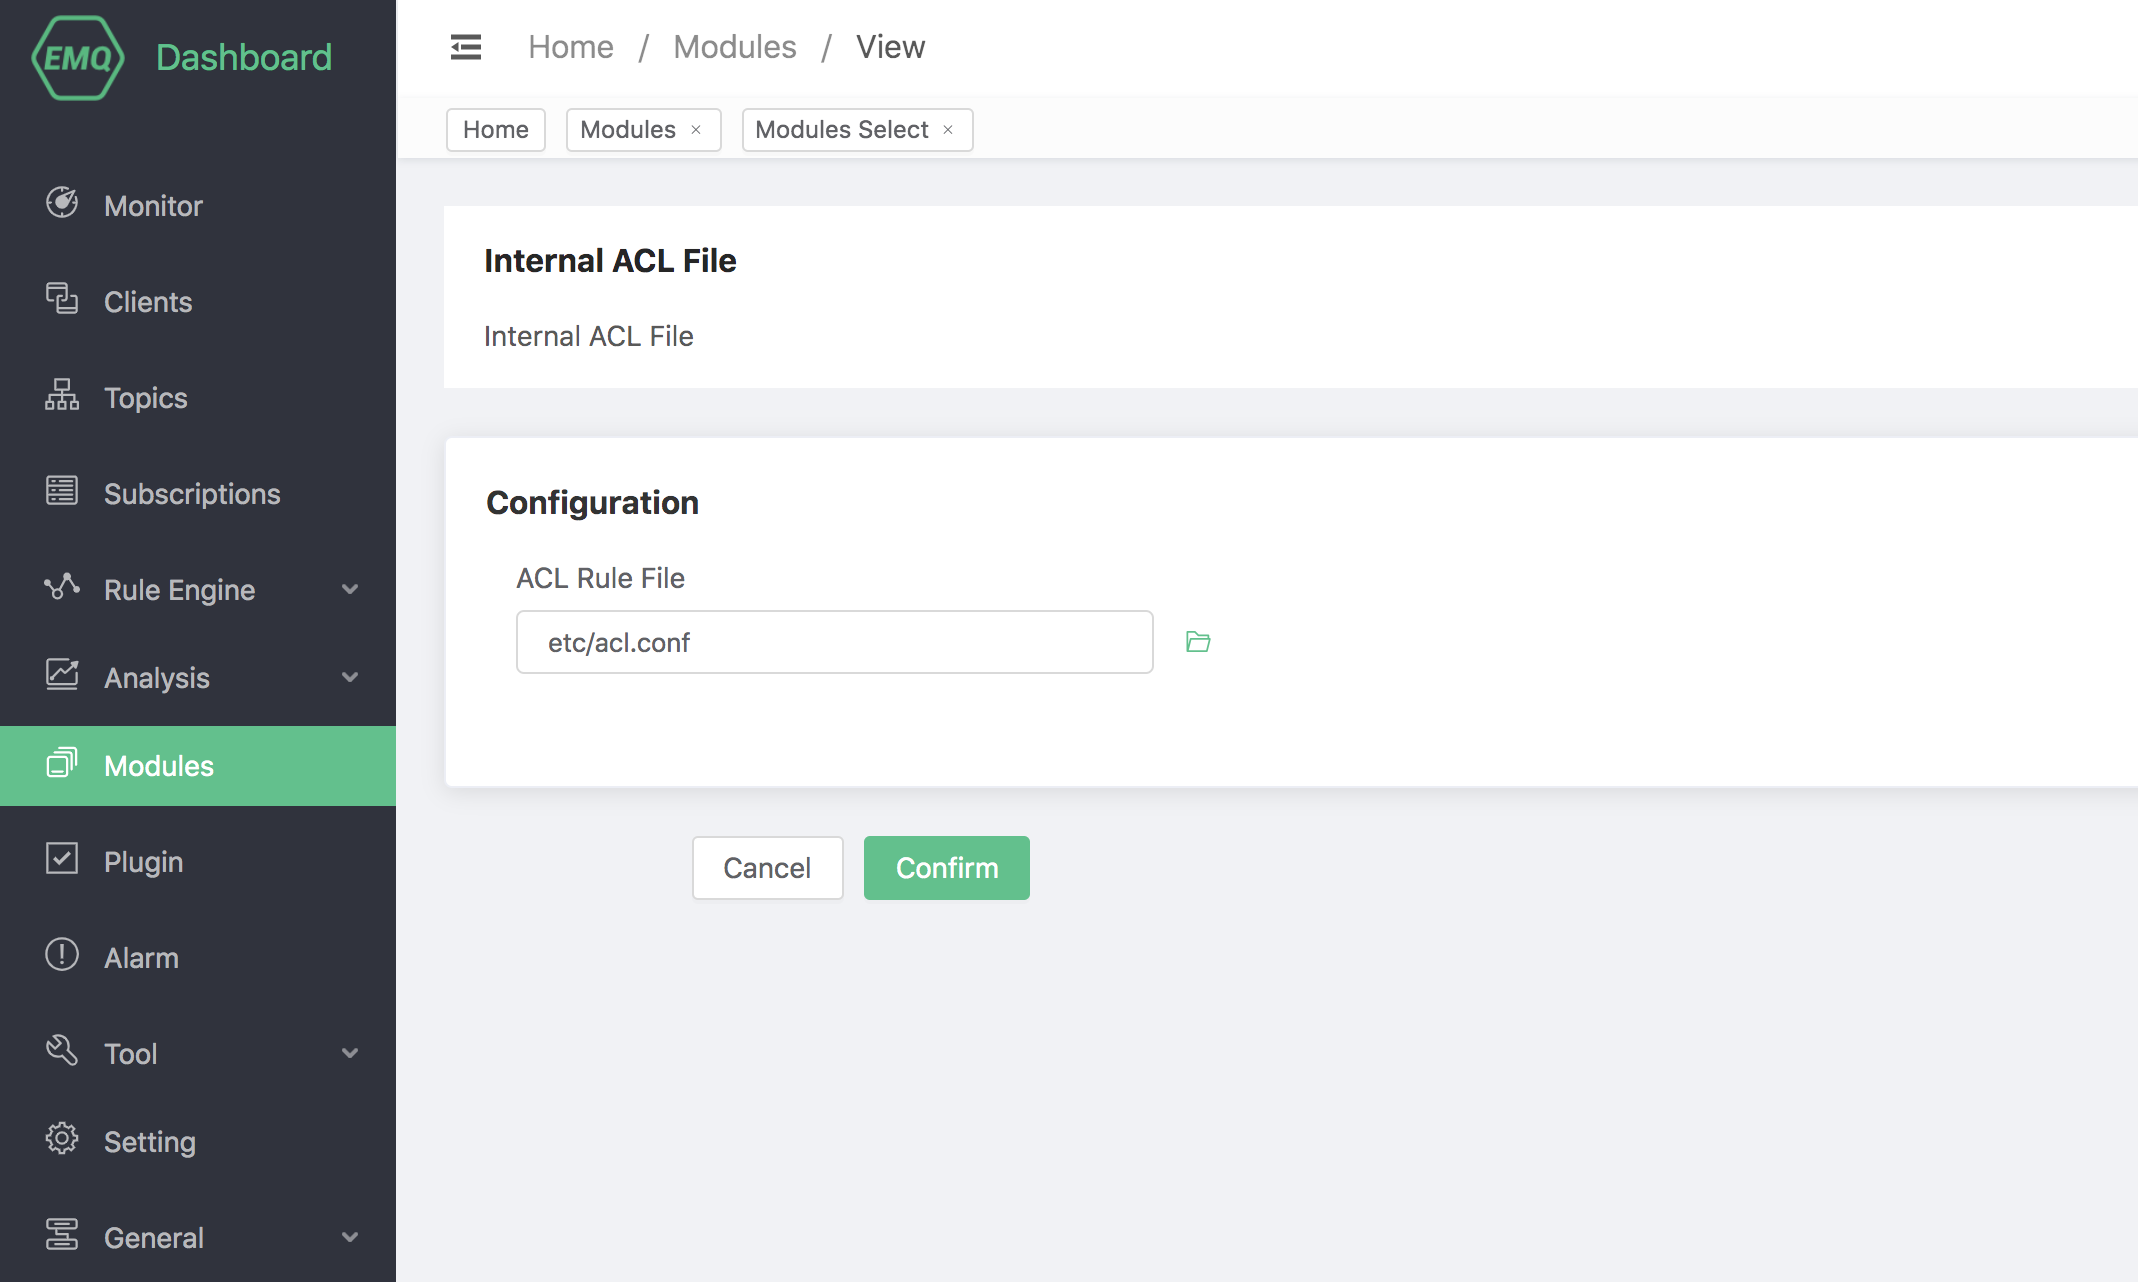 EMQ Dashboard
Home / Modules / View
Home Modules × Modules Select ×
Monitor
Clients
Topics
Subscriptions
Rule Engine
Analysis
Modules
Plugin
Alarm
Tool
Setting
General
Internal ACL File
Internal ACL File
Configuration
ACL Rule File
etc/acl.conf
Cancel Confirm